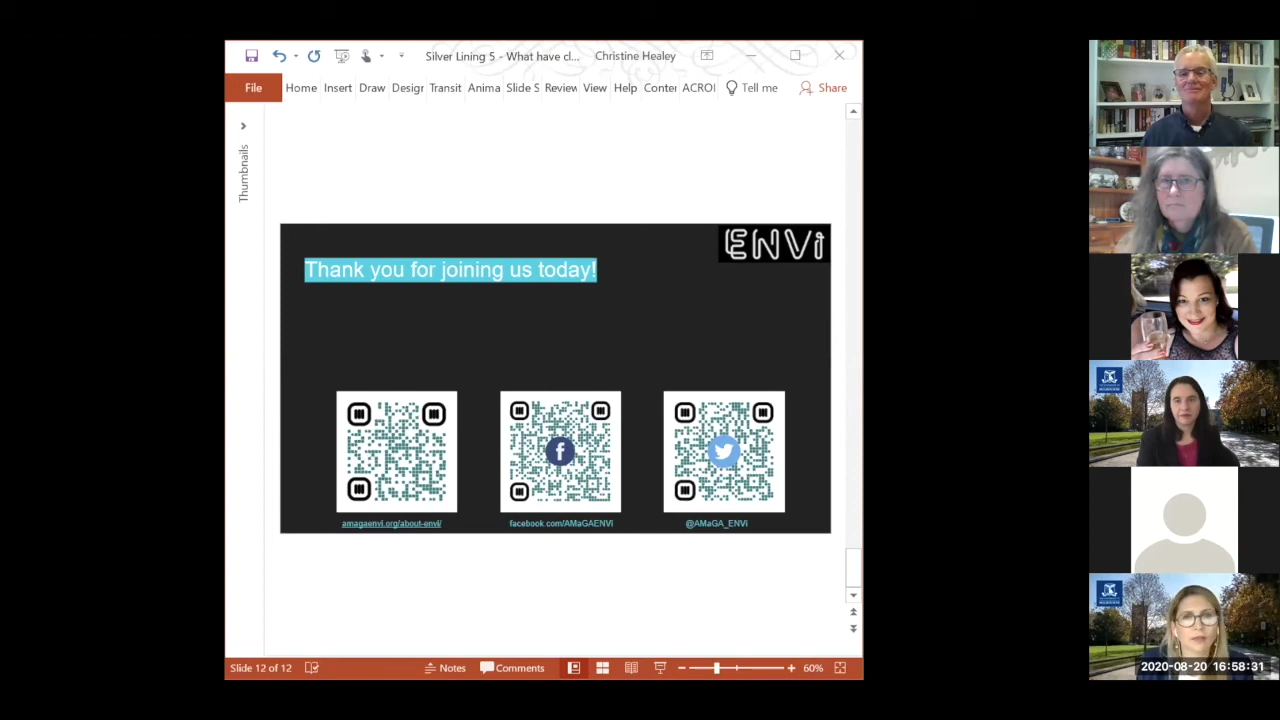 Silver Lining 5 - What have cl...
Christine Healey
File
Home
Insert
Draw
Desigr
Transit
Anima
Slide S
Review
View
Help
Conter
ACROI
Tell me
Share
Thumbnails
ENVi
Thank you for joining us today!
amagaenvi.org/about-envi/
facebook.com/AMaGAENVi
@AMaGA_ENVi
Slide 12 of 12
Notes
Comments
60%
2020-08-20 16:58:31